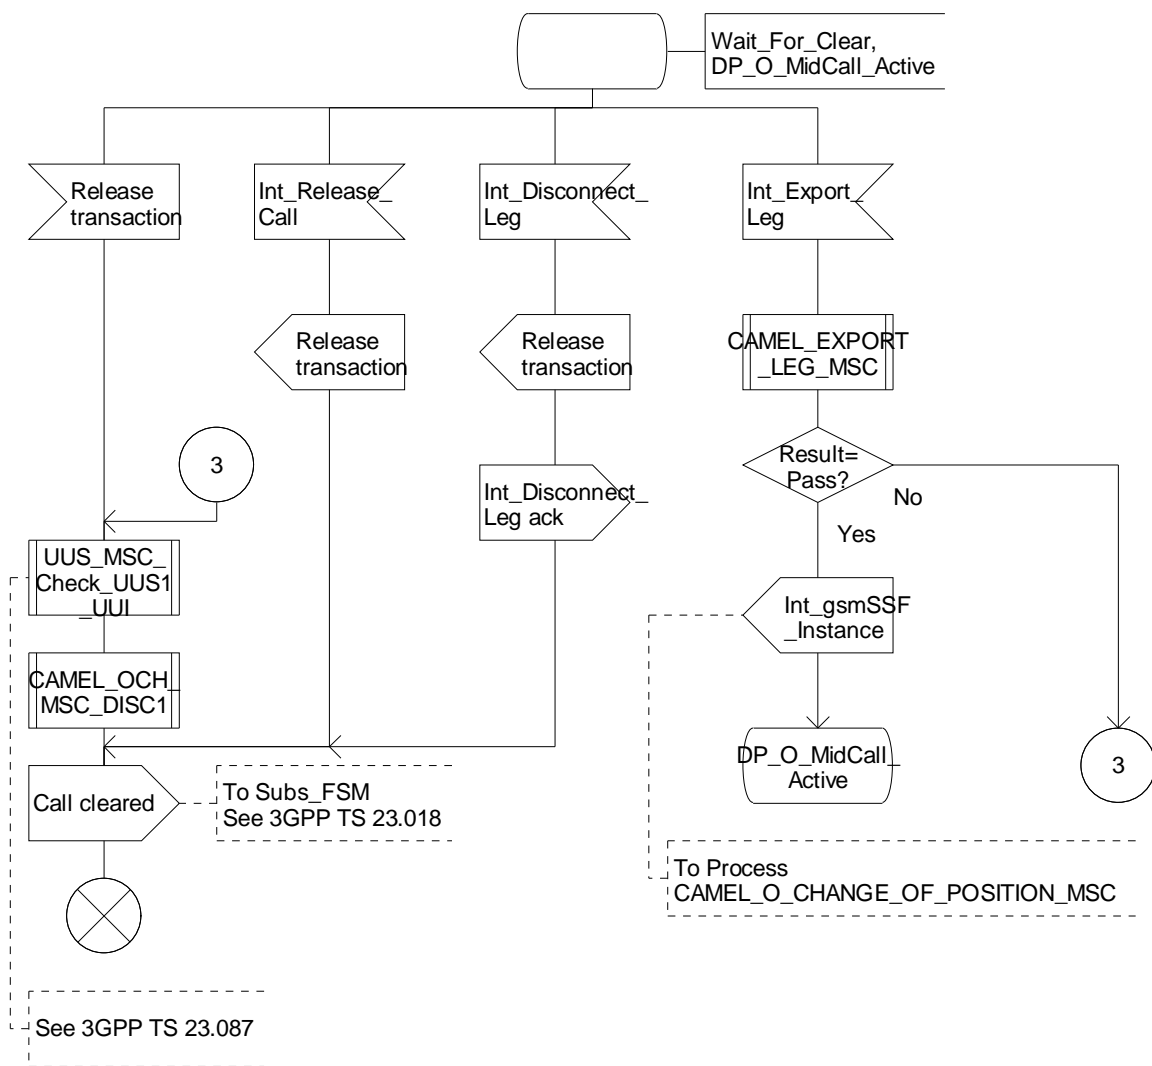 Wait_For_Clear,
DP_O_MidCall_Active
Release
transaction
Int_Release_
Call
Int_Disconnect_
Leg
Int_Export_
Leg
Release
transaction
Release
transaction
CAMEL_EXPORT
_LEG_MSC
3
Result=
Pass?
No
Int_Disconnect_
Leg ack
Yes
UUS_MSC_
Check_UUS1
_UUI
Int_gsmSSF
_Instance
CAMEL_OCH_
MSC_DISC1
DP_O_MidCall_
Active
3
Call cleared
To Subs_FSM
See 3GPP TS 23.018
To Process
CAMEL_O_CHANGE_OF_POSITION_MSC
See 3GPP TS 23.087